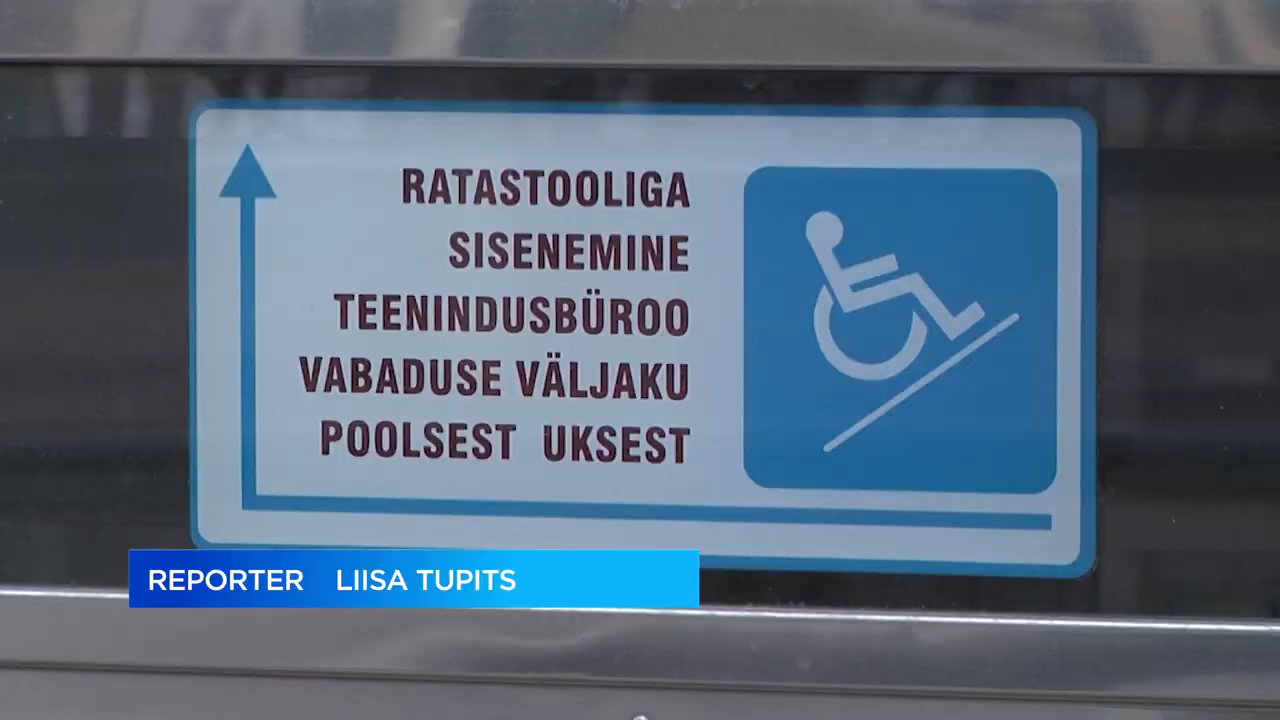 RATASTOOLIGA
SISENEMINE
TEENINDUSBÜROO
VABADUSE VÄLJAKU
POOLSEST UKSEST
REPORTER LIISA TUPITS